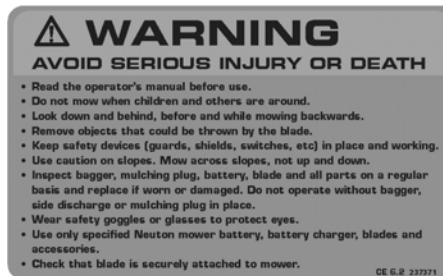 WARNING
AVOID SERIOUS INJURY OR DEATH
• Read the operator's manual before use.
• Do not mow when children and others are around.
• Look down and behind, before and while mowing backwards.
• Remove objects that could be thrown by the blade.
• Keep safety devices (guards, shields, switches, etc) in place and working.
• Use caution on slopes. Mow across slopes, not up and down.
• Inspect bagger, mulching plug, battery, blade and all parts on a regular
basis and replace if worn or damaged. Do not operate without bagger,
side discharge or mulching plug in place.
• Wear safety goggles or glasses to protect eyes.
• Use only specified Neuton mower battery, battery charger, blades and
accessories.
• Check that blade is securely attached to mower.
CE 6.2 237371